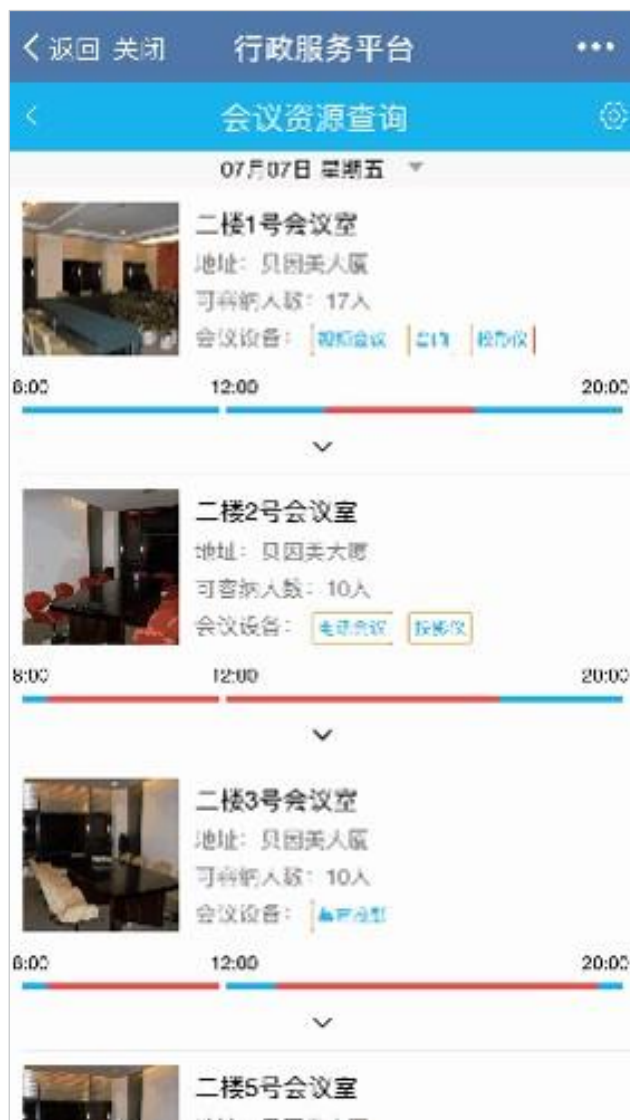 返回 关闭 行政服务平台
会议资源查询
07月07日 星期五
二楼1号会议室
地址：贝因美大厦
可容纳人数：17人
会议设备：视频会议 投影仪
8:00 12:00 20:00
二楼2号会议室
地址：贝因美大厦
可容纳人数：10人
会议设备：电话会议 投影仪
8:00 12:00 20:00
二楼3号会议室
地址：贝因美大厦
可容纳人数：10人
会议设备：
8:00 12:00 20:00
二楼5号会议室